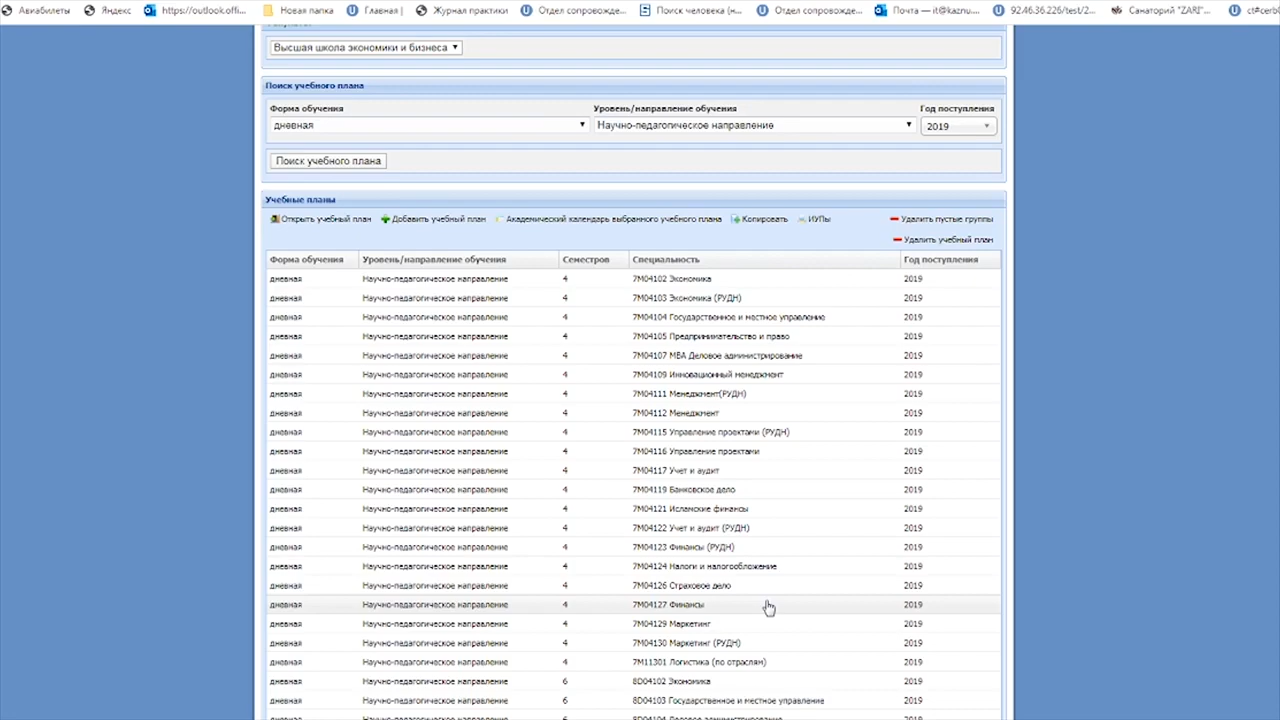 Авиабилеты Яндекс https://outlook.offi... Новая папка Главная | Журнал практики Отдел сопровожде... Поиск человека (н... Отдел сопровожде... Почта — it@kaznu... 92.46.36.226/test/2... Санаторий "ZARI"... ct#cerb
Высшая школа экономики и бизнеса
Поиск учебного плана
Форма обучения Уровень/направление обучения Год поступления
дневная Научно-педагогическое направление 2019
Поиск учебного плана
Учебные планы
Открыть учебный план Добавить учебный план Академический календарь выбранного учебного плана Копировать ИУПы Удалить пустые группы
Удалить учебный план
Форма обучения Уровень/направление обучения Семестров Специальность Год поступления
дневная Научно-педагогическое направление 4 7M04102 Экономика 2019
дневная Научно-педагогическое направление 4 7M04103 Экономика (РУДН) 2019
дневная Научно-педагогическое направление 4 7M04104 Государственное и местное управление 2019
дневная Научно-педагогическое направление 4 7M04105 Предпринимательство и право 2019
дневная Научно-педагогическое направление 4 7M04107 МВА Деловое администрирование 2019
дневная Научно-педагогическое направление 4 7M04109 Инновационный менеджмент 2019
дневная Научно-педагогическое направление 4 7M04111 Менеджмент(РУДН) 2019
дневная Научно-педагогическое направление 4 7M04112 Менеджмент 2019
дневная Научно-педагогическое направление 4 7M04115 Управление проектами (РУДН) 2019
дневная Научно-педагогическое направление 4 7M04116 Управление проектами 2019
дневная Научно-педагогическое направление 4 7M04117 Учет и аудит 2019
дневная Научно-педагогическое направление 4 7M04119 Банковское дело 2019
дневная Научно-педагогическое направление 4 7M04121 Исламские финансы 2019
дневная Научно-педагогическое направление 4 7M04122 Учет и аудит (РУДН) 2019
дневная Научно-педагогическое направление 4 7M04123 Финансы (РУДН) 2019
дневная Научно-педагогическое направление 4 7M04124 Налоги и налогообложение 2019
дневная Научно-педагогическое направление 4 7M04126 Страховое дело 2019
дневная Научно-педагогическое направление 4 7M04127 Финансы 2019
дневная Научно-педагогическое направление 4 7M04129 Маркетинг 2019
дневная Научно-педагогическое направление 4 7M04130 Маркетинг (РУДН) 2019
дневная Научно-педагогическое направление 4 7M11301 Логистика (по отраслям) 2019
дневная Научно-педагогическое направление 6 8D04102 Экономика 2019
дневная Научно-педагогическое направление 6 8D04103 Государственное и местное управление 2019
дневная Научно-педагогическое направление 6 8D04104 Деловое администрирование 2019